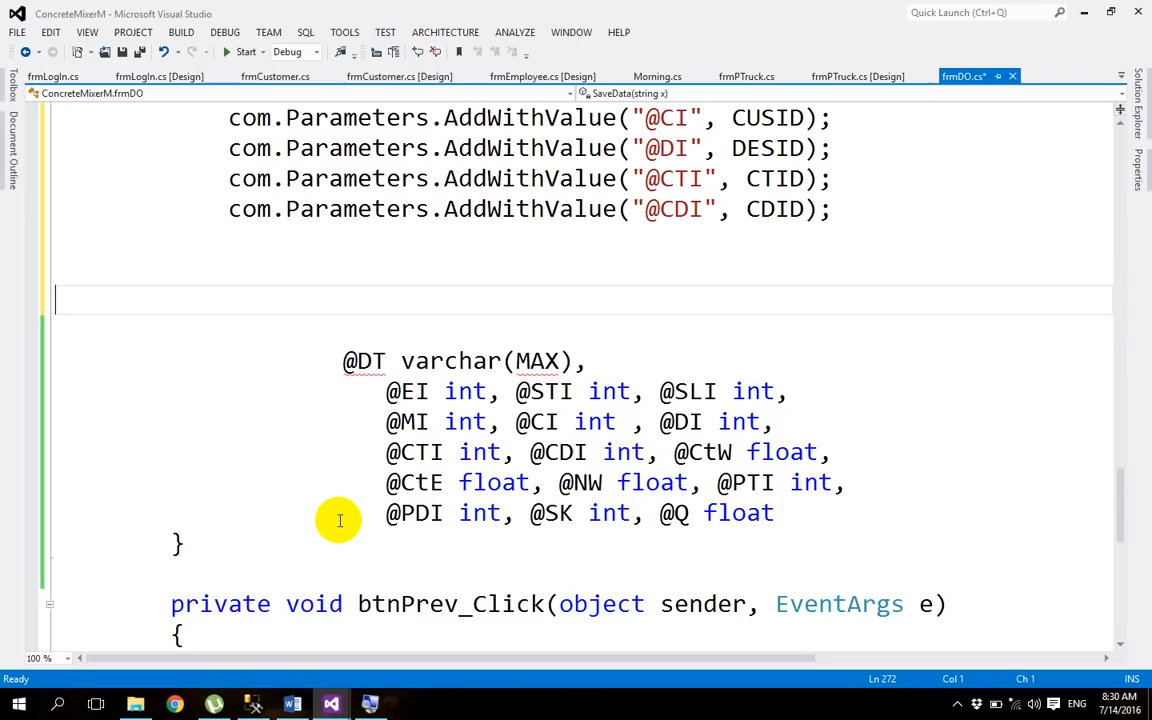 ConcreteMixerM - Microsoft Visual Studio
Quick Launch (Ctrl+Q)
FILE EDIT VIEW PROJECT BUILD DEBUG TEAM SQL TOOLS TEST ARCHITECTURE ANALYZE WINDOW HELP
Start Debug
frmLogIn.cs frmLogIn.cs [Design] frmCustomer.cs frmCustomer.cs [Design] frmEmployee.cs [Design] Morning.cs frmPTruck.cs frmPTruck.cs [Design] frmDO.cs*
ConcreteMixerM.frmDO SaveData(string x)
Toolbox
Document Outline
Solution Explorer
Properties
com.Parameters.AddWithValue("@CI", CUSID);
com.Parameters.AddWithValue("@DI", DESID);
com.Parameters.AddWithValue("@CTI", CTID);
com.Parameters.AddWithValue("@CDI", CDID);
@DT varchar(MAX),
@EI int, @STI int, @SLI int,
@MI int, @CI int , @DI int,
@CTI int, @CDI int, @CtW float,
@CtE float, @NW float, @PTI int,
@PDI int, @SK int, @Q float
}
private void btnPrev_Click(object sender, EventArgs e)
{
100 %
Ready Ln 272 Col 1 Ch 1 INS
ENG
8:30 AM
7/14/2016